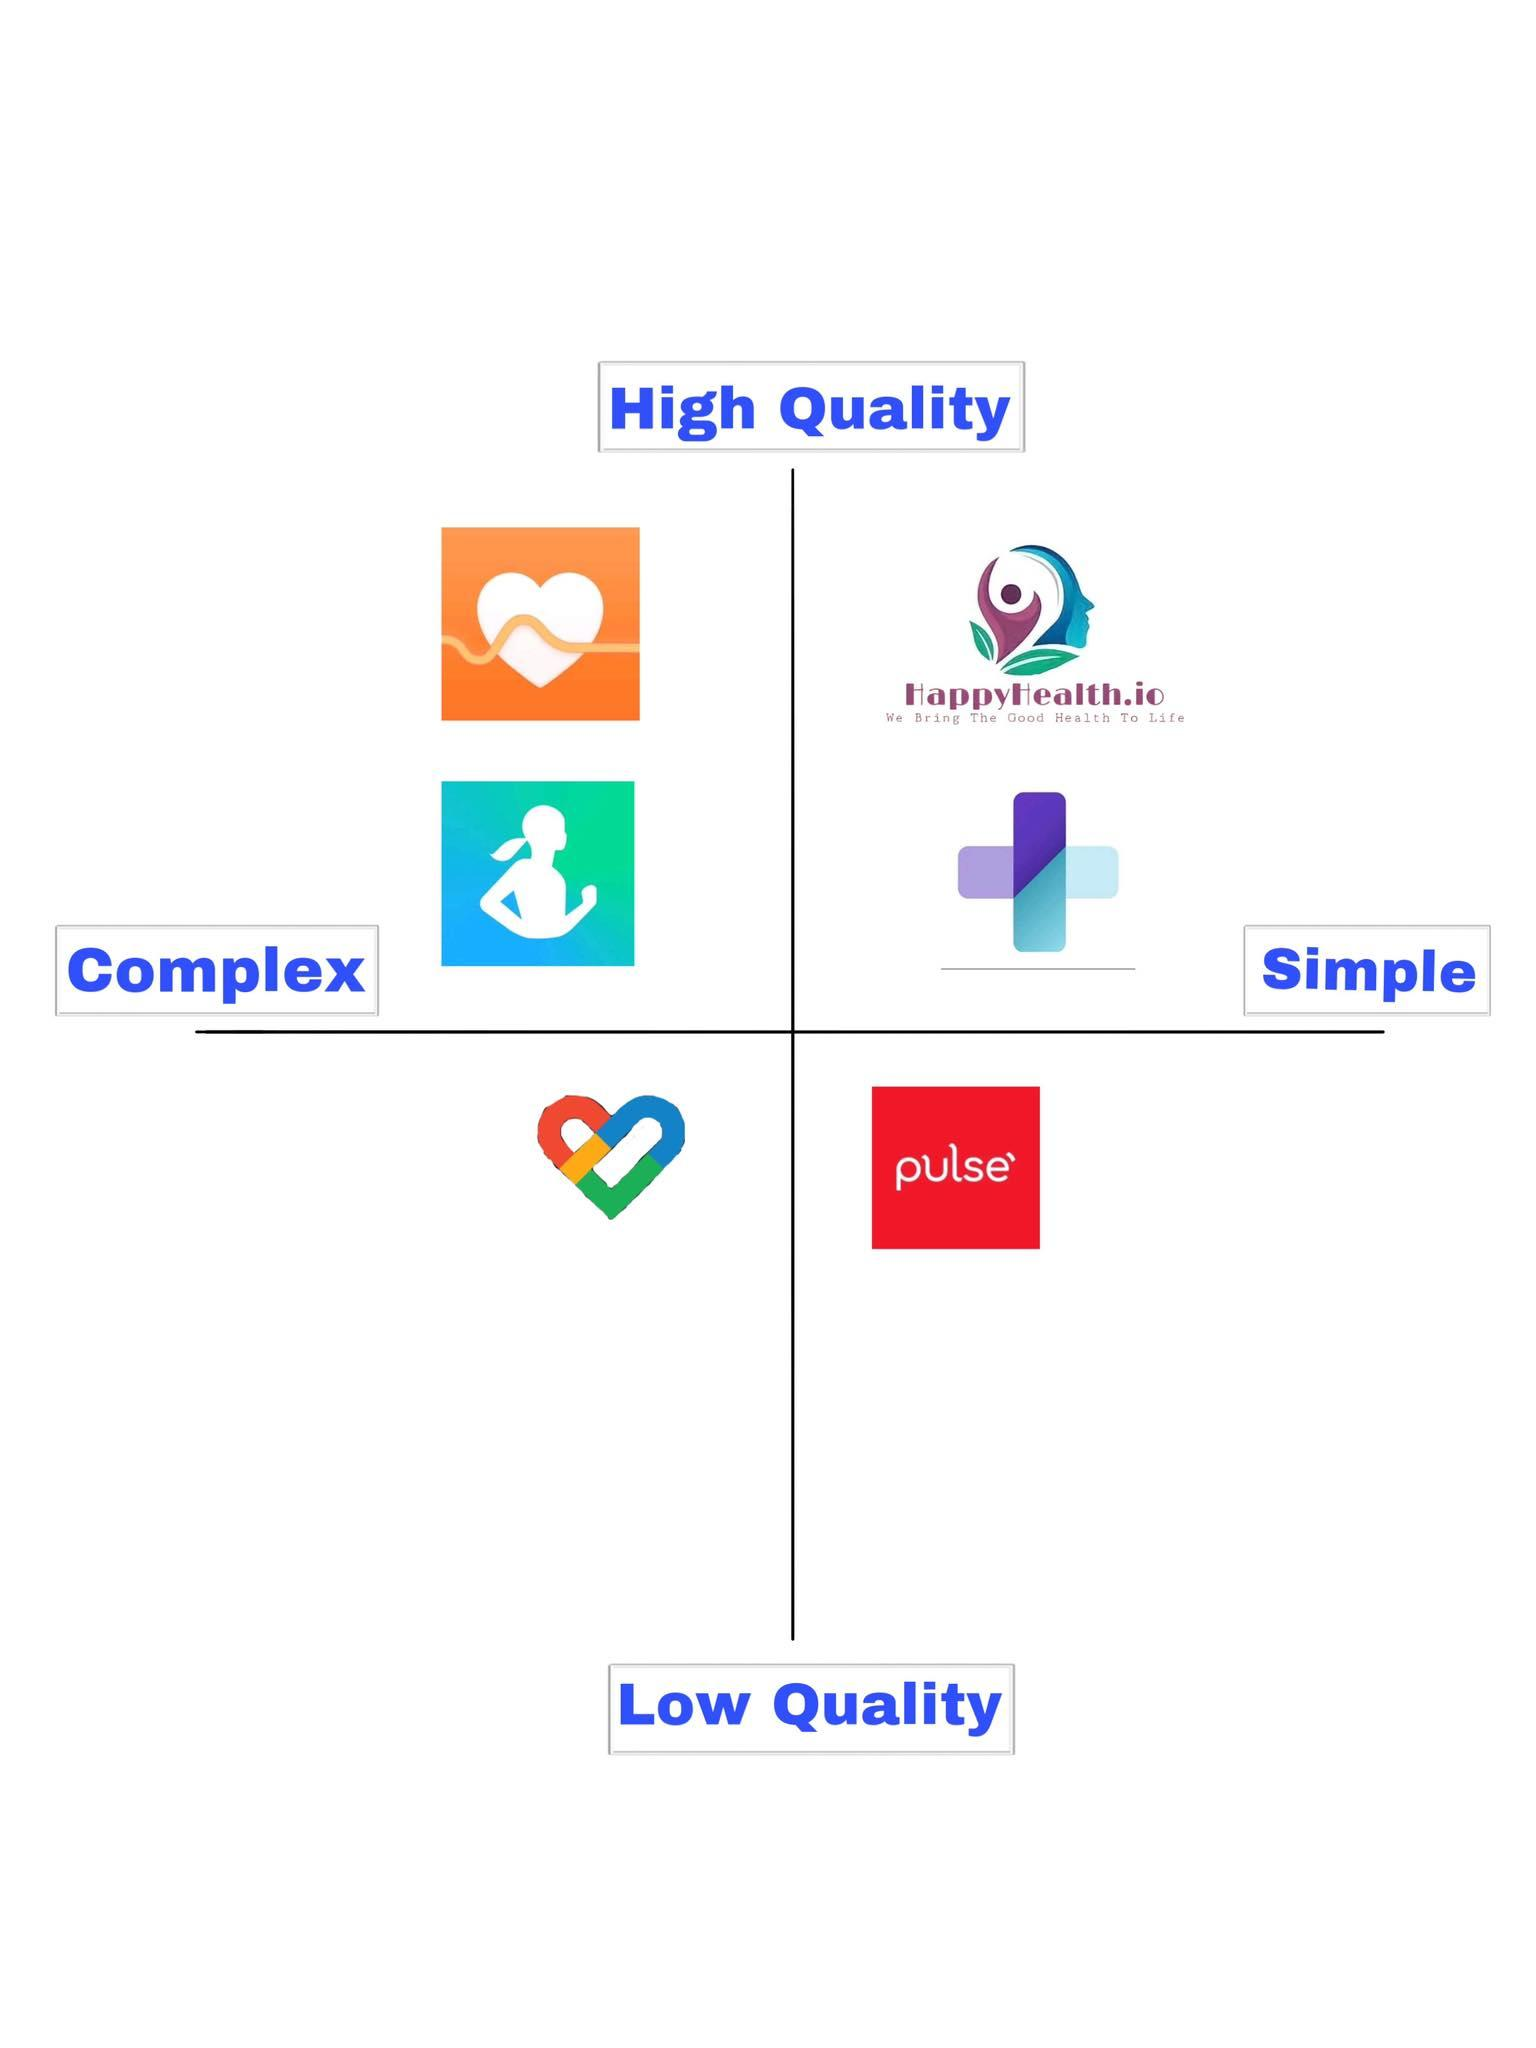 High Quality
HappyHealth.io
We Bring The Good Health To Life
Complex
Simple
pulse
Low Quality